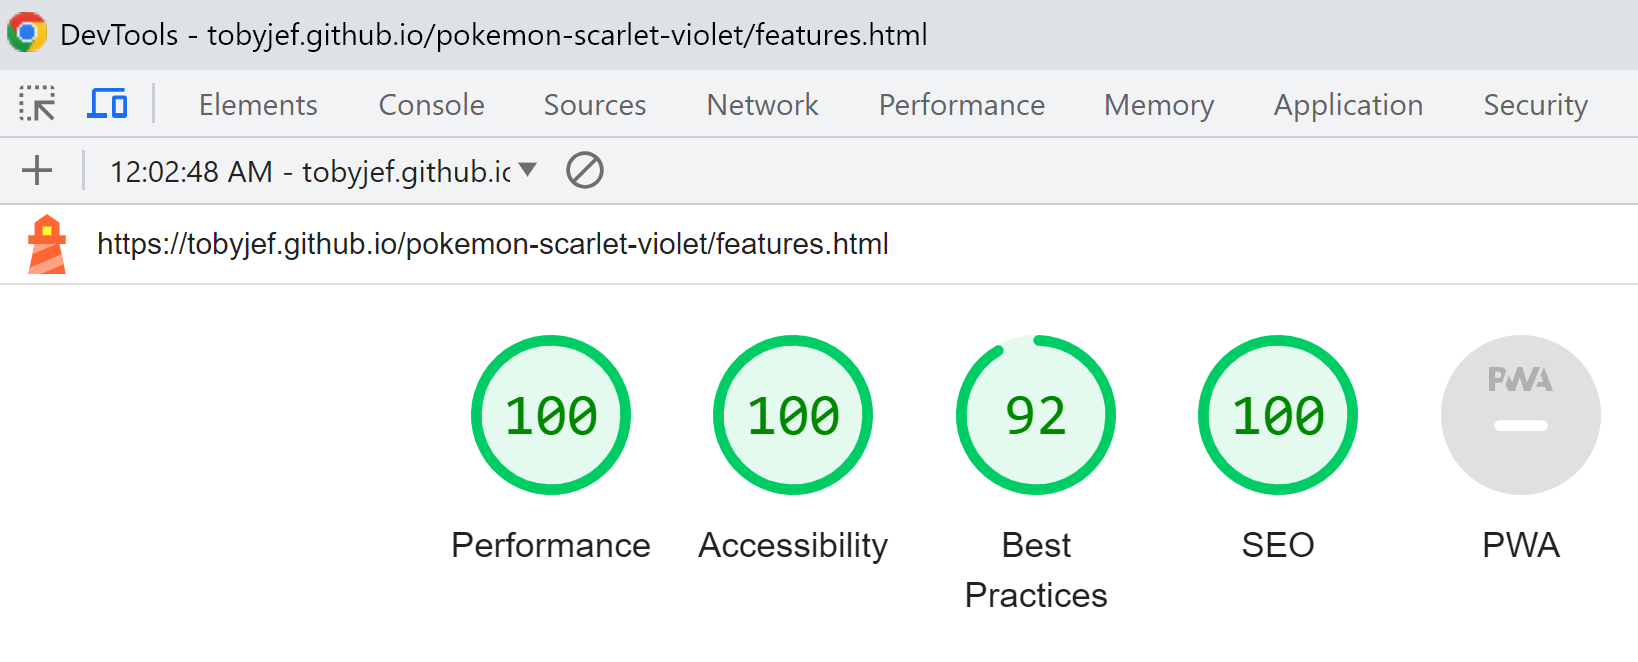 DevTools - tobyjef.github.io/pokemon-scarlet-violet/features.html
Elements Console Sources Network Performance Memory Application Security
12:02:48 AM - tobyjef.github.ic
https://tobyjef.github.io/pokemon-scarlet-violet/features.html
100 100 92 100 PWA
Performance Accessibility Best Practices SEO PWA